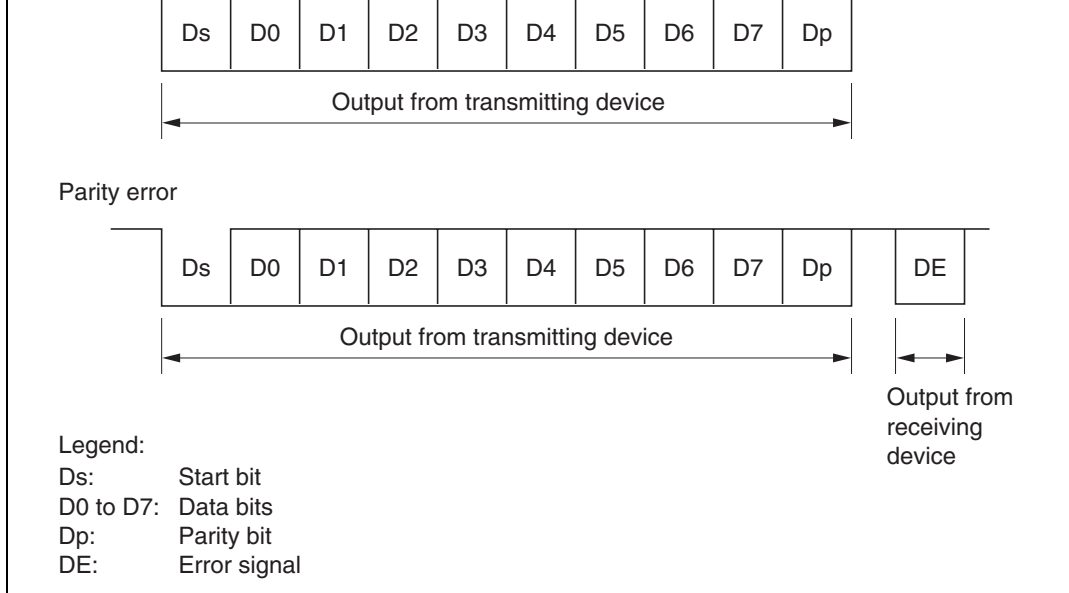 Ds D0 D1 D2 D3 D4 D5 D6 D7 Dp
Output from transmitting device
Parity error
Ds D0 D1 D2 D3 D4 D5 D6 D7 Dp DE
Output from transmitting device
Output from
receiving
device
Legend:
Ds: Start bit
D0 to D7: Data bits
Dp: Parity bit
DE: Error signal